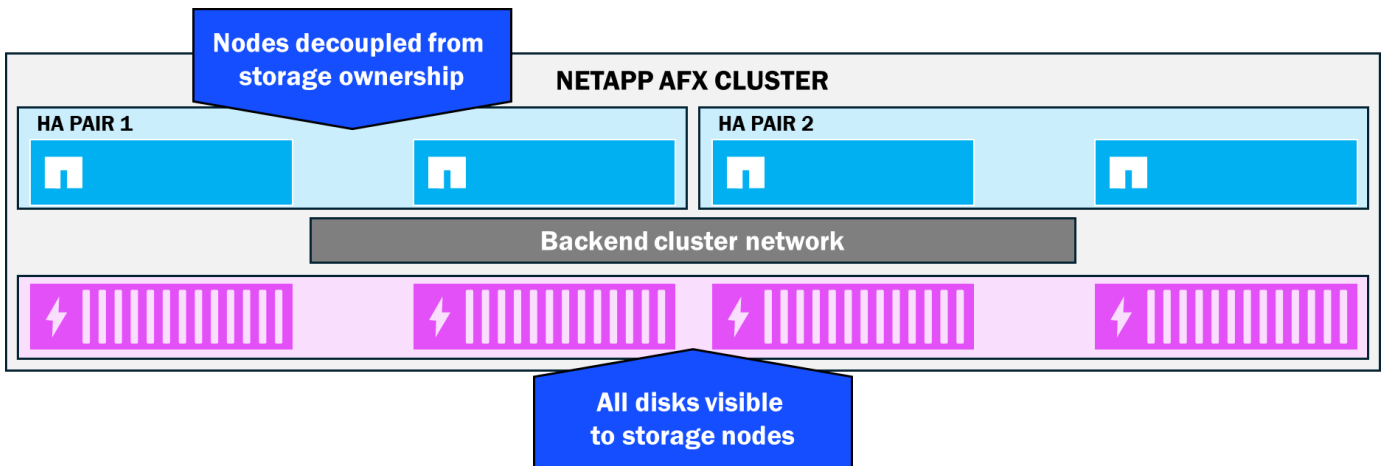 Nodes decoupled from
storage ownership
NETAPP AFX CLUSTER
HA PAIR 1
HA PAIR 2
Backend cluster network
All disks visible
to storage nodes